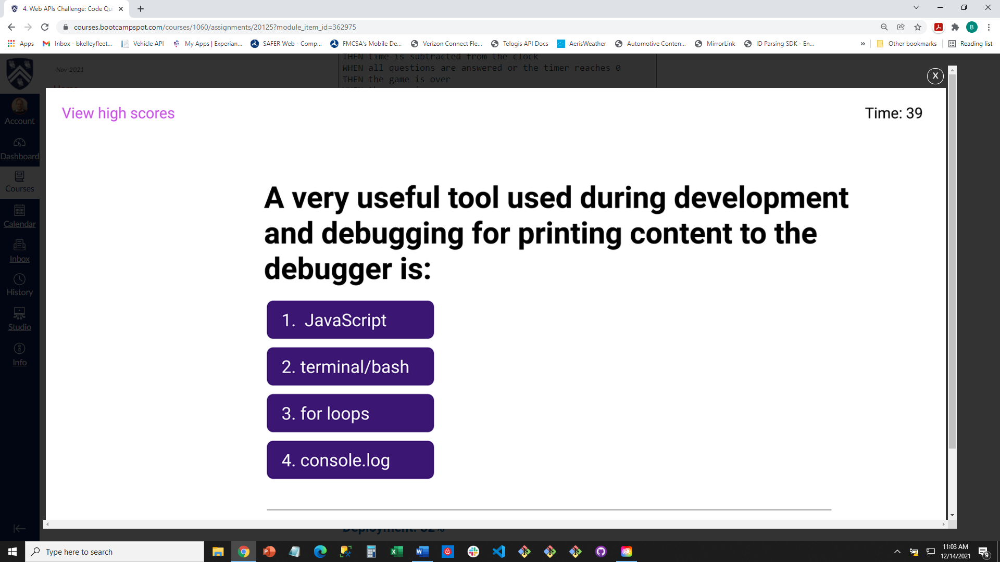 4. Web APIs Challenge: Code Qui
courses.bootcampspot.com/courses/1060/assignments/20125?module_item_id=362975
B
Apps
Inbox - bkelleyfleet...
Vehicle API
My Apps | Experian...
SAFER Web - Comp...
FMCSA's Mobile De...
Verizon Connect Fle...
Telogis API Docs
AerisWeather
Automotive Conten...
MirrorLink
ID Parsing SDK - En...
»
Other bookmarks
Reading list
THEN time is subtracted from the clock
Nov-2021
WHEN all questions are answered or the timer reaches 0
THEN the game is over
X
Home
View high scores
Time: 39
Account
Dashboard
Courses
Calendar
Inbox
History
Studio
Info
A very useful tool used during development
and debugging for printing content to the
debugger is:
1. JavaScript
2. terminal/bash
3. for loops
4. console.log
Deployment: 32%
Type here to search
11:03 AM
12/14/2021
9